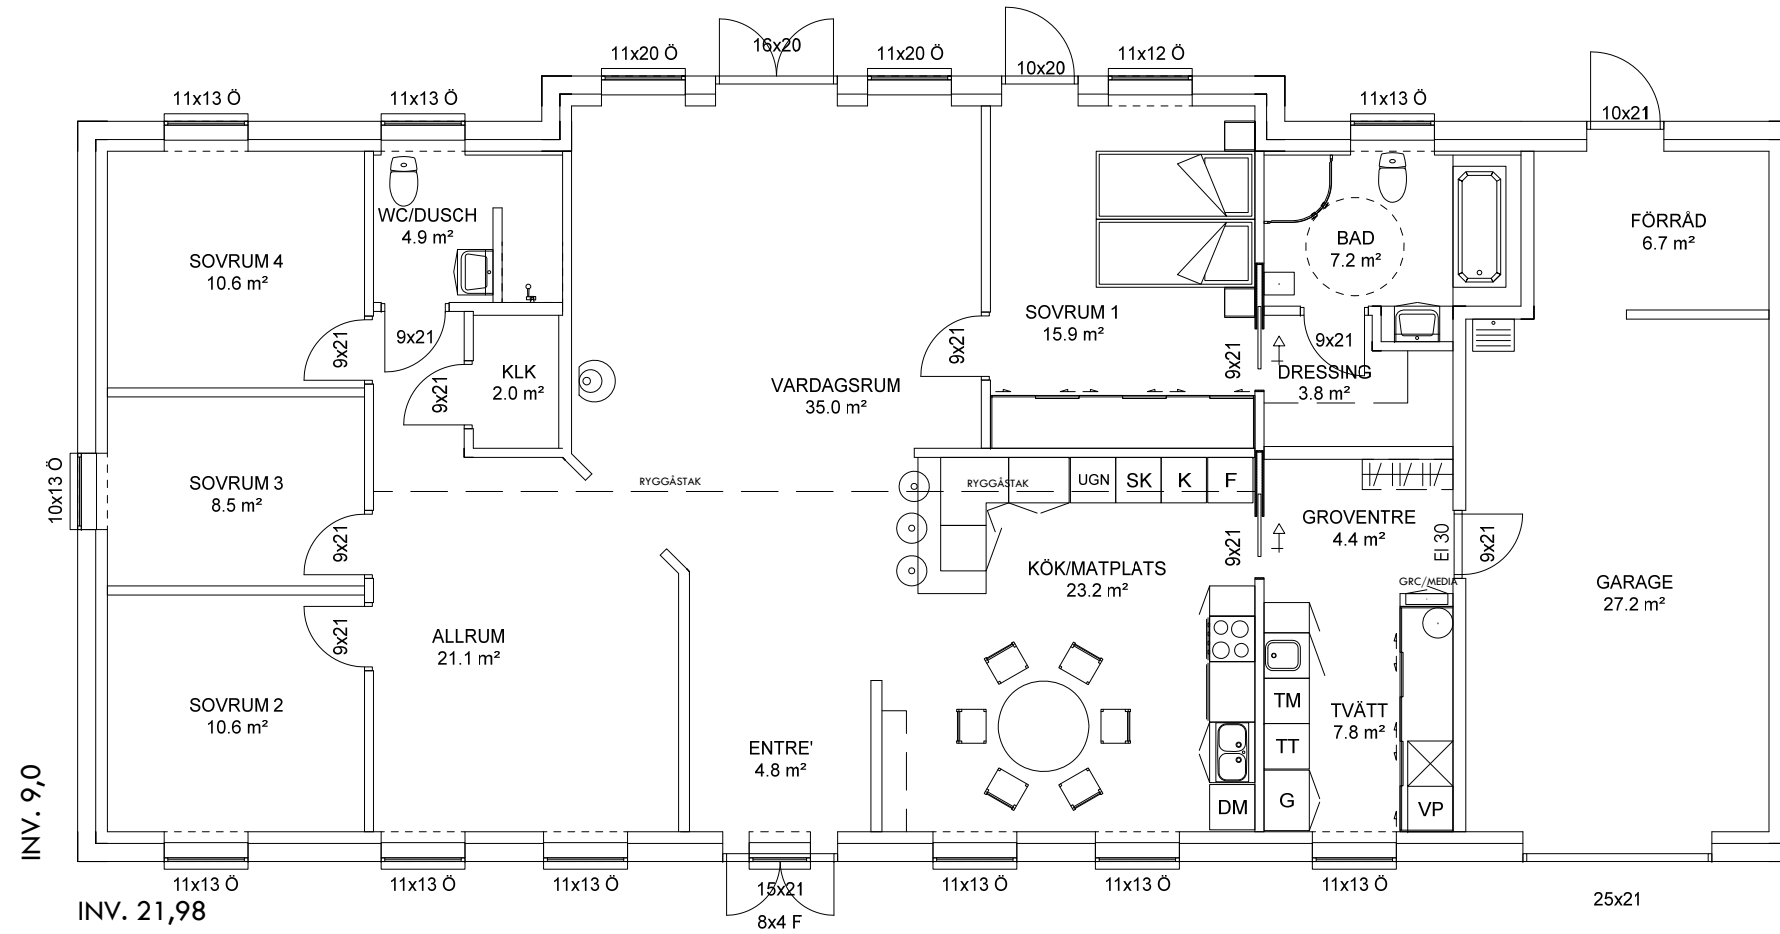 16x20
11x20 Ö
11x20 Ö
11x12 Ö
10x20
11x13 Ö
11x13 Ö
11x13 Ö
10x21
WC/DUSCH
4.9 m²
FÖRRÅD
6.7 m²
BAD
7.2 m²
SOVRUM 4
10.6 m²
SOVRUM 1
15.9 m²
9x21
9x21
9x21
9x21
9x21
9x21
KLK
2.0 m²
VARDAGSRUM
35.0 m²
DRESSING
3.8 m²
10x13 Ö
SOVRUM 3
8.5 m²
RYGGÅSTAK
RYGGÅSTAK
UGN
SK
K
F
GROVENTRE
4.4 m²
9x21
9x21
EI 30
9x21
KÖK/MATPLATS
23.2 m²
GRC/MEDIA
GARAGE
27.2 m²
9x21
ALLRUM
21.1 m²
SOVRUM 2
10.6 m²
TM
TVÄTT
7.8 m²
TT
ENTRE'
4.8 m²
DM
G
VP
INV. 9,0
11x13 Ö
11x13 Ö
11x13 Ö
15x21
11x13 Ö
11x13 Ö
11x13 Ö
25x21
INV. 21,98
8x4 F